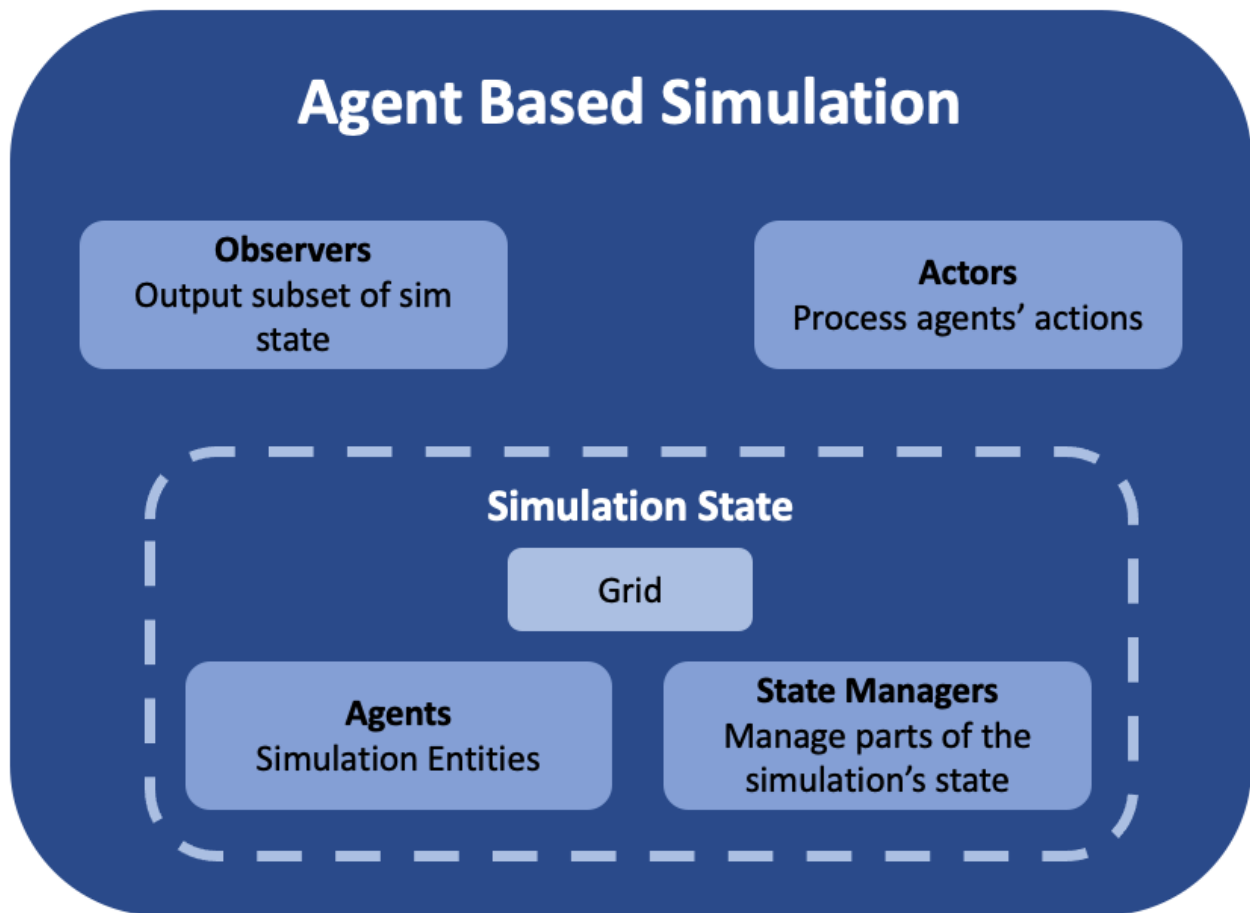 Agent Based Simulation
Observers
Output subset of sim
state
Actors
Process agents’ actions
Simulation State
Grid
Agents
Simulation Entities
State Managers
Manage parts of the
simulation’s state